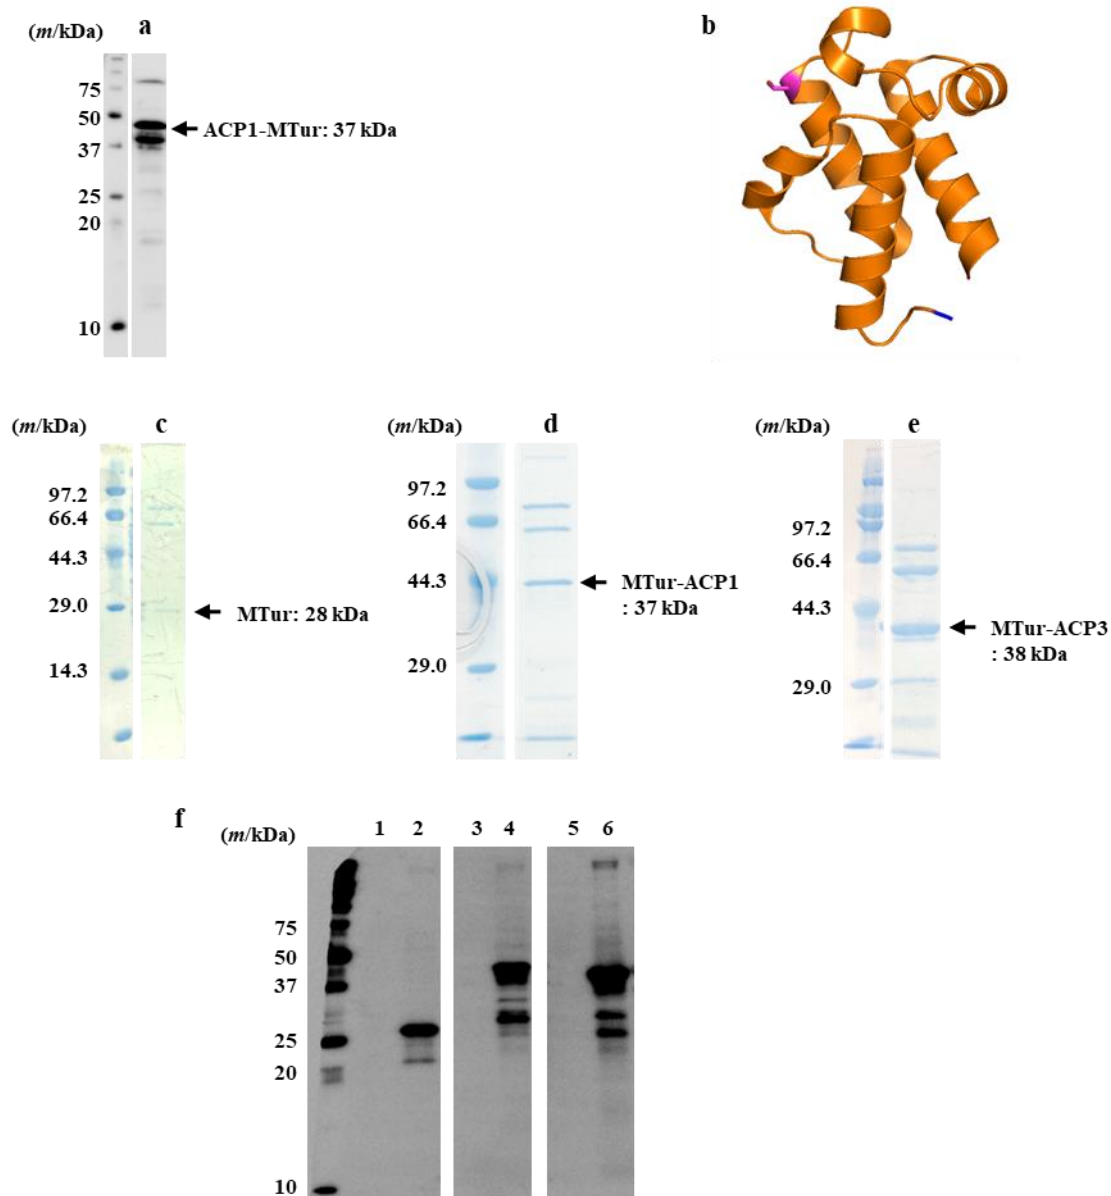 (m/kDa) a
75
50
37
25
20
10
ACP1-MTur: 37 kDa
b
(m/kDa) c
97.2
66.4
44.3
29.0
14.3
MTur: 28 kDa
(m/kDa) d
97.2
66.4
44.3
29.0
MTur-ACP1
: 37 kDa
(m/kDa) e
97.2
66.4
44.3
29.0
MTur-ACP3
: 38 kDa
f (m/kDa) 1 2 3 4 5 6
75
50
37
25
20
10